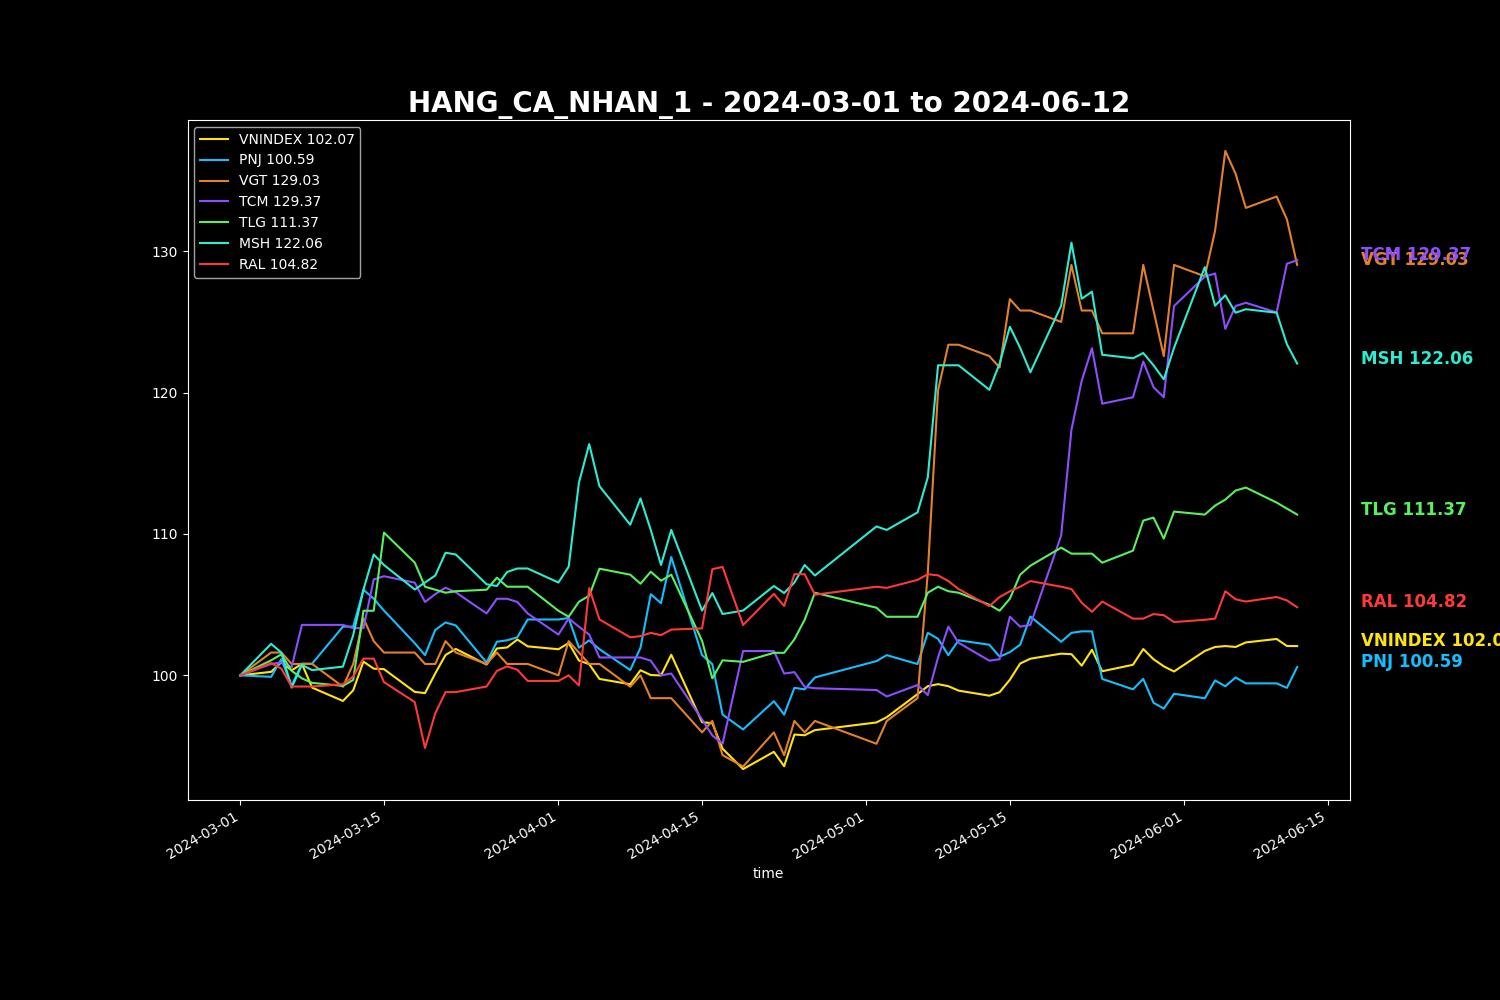 HANG_CA_NHAN_1 - 2024-03-01 to 2024-06-12
VNINDEX 102.07
PNJ 100.59
VGT 129.03
TCM 129.37
TLG 111.37
MSH 122.06
RAL 104.82
130
120
110
100
TCM 129.37
VGT 129.03
MSH 122.06
TLG 111.37
RAL 104.82
VNINDEX 102.0
PNJ 100.59
2024-03-01
2024-03-15
2024-04-01
2024-04-15
2024-05-01
2024-05-15
2024-06-01
2024-06-15
time